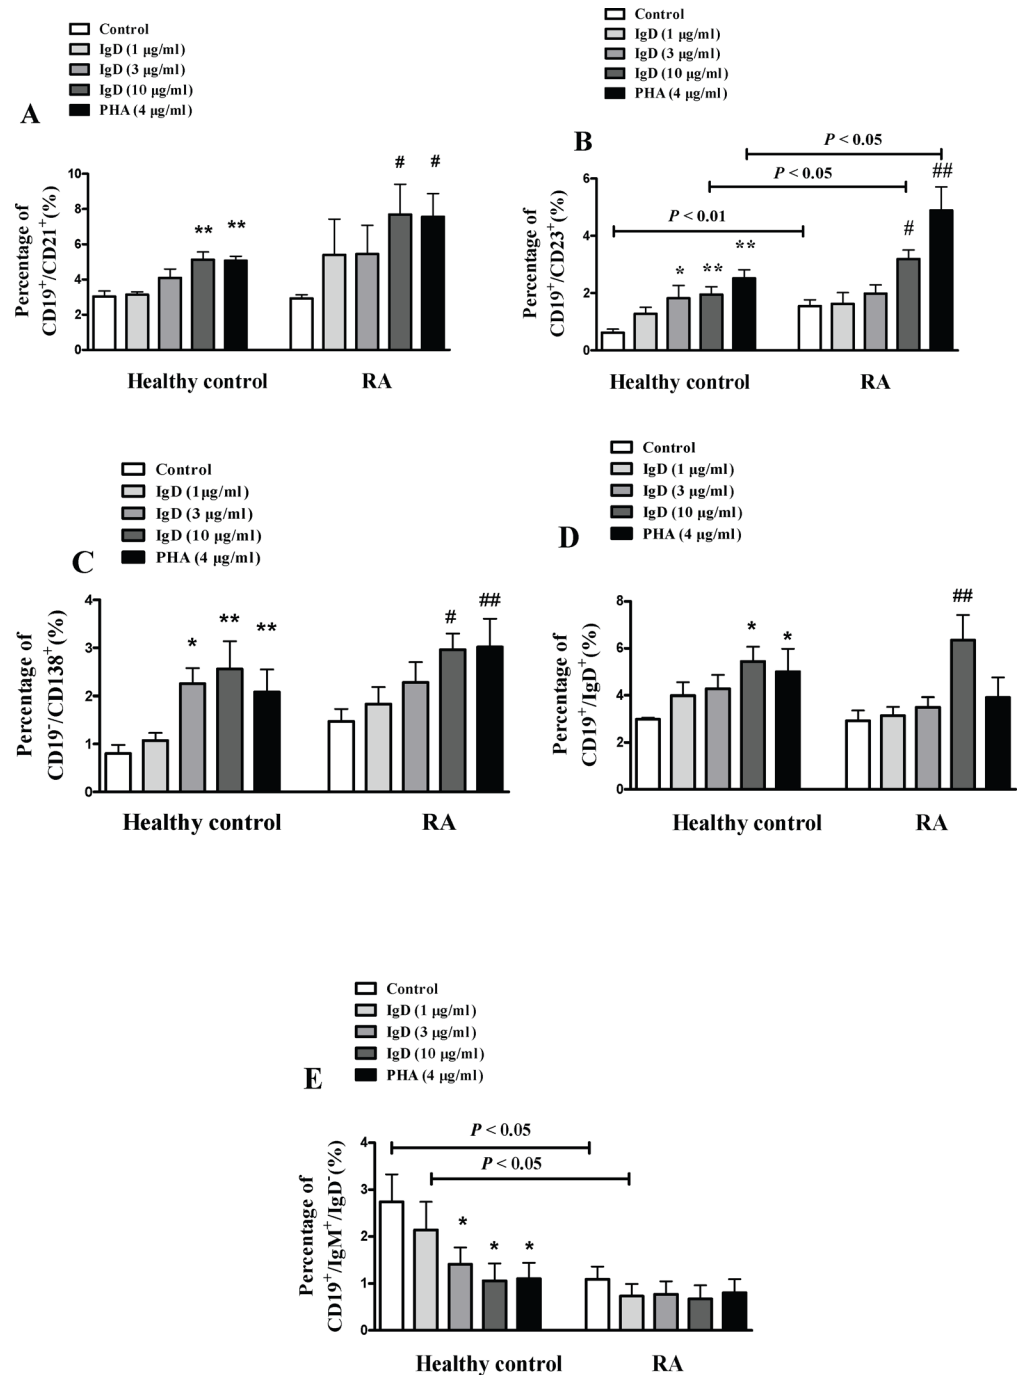 Control
IgD (1 µg/ml)
IgD (3 µg/ml)
IgD (10 µg/ml)
PHA (4 µg/ml)
A
Percentage of
CD19⁺/CD21⁺(%)
10
8
6
4
2
0
** ** # #
Healthy control RA
Control
IgD (1 µg/ml)
IgD (3 µg/ml)
IgD (10 µg/ml)
PHA (4 µg/ml)
B
Percentage of
CD19⁺/CD23⁺(%)
6
4
2
0
P < 0.05
P < 0.05
P < 0.01
* ** ** # ##
Healthy control RA
Control
IgD (1µg/ml)
IgD (3 µg/ml)
IgD (10 µg/ml)
PHA (4 µg/ml)
C
Percentage of
CD19⁻/CD138⁺(%)
4
3
2
1
0
* ** ** # ##
Healthy control RA
Control
IgD (1 µg/ml)
IgD (3 µg/ml)
IgD (10 µg/ml)
PHA (4 µg/ml)
D
Percentage of
CD19⁺/IgD⁺(%)
8
6
4
2
0
* * ##
Healthy control RA
Control
IgD (1 µg/ml)
IgD (3 µg/ml)
IgD (10 µg/ml)
PHA (4 µg/ml)
E
Percentage of
CD19⁺/IgM⁺/IgD⁻(%)
4
3
2
1
0
P < 0.05
P < 0.05
* * *
Healthy control RA